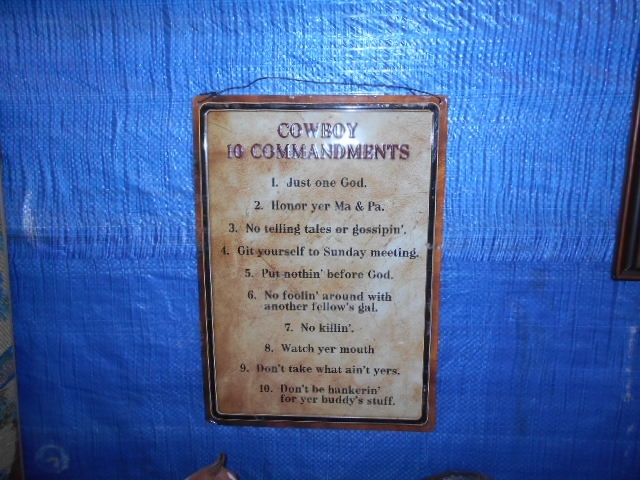 COWBOY
10 COMMANDMENTS
1. Just one God.
2. Honor yer Ma & Pa.
3. No telling tales or gossipin'.
4. Git yourself to Sunday meeting.
5. Put nothin' before God.
6. No foolin' around with
another fellow's gal.
7. No killin'.
8. Watch yer mouth
9. Don't take what ain't yers.
10. Don't be hankerin'
for yer buddy's stuff.